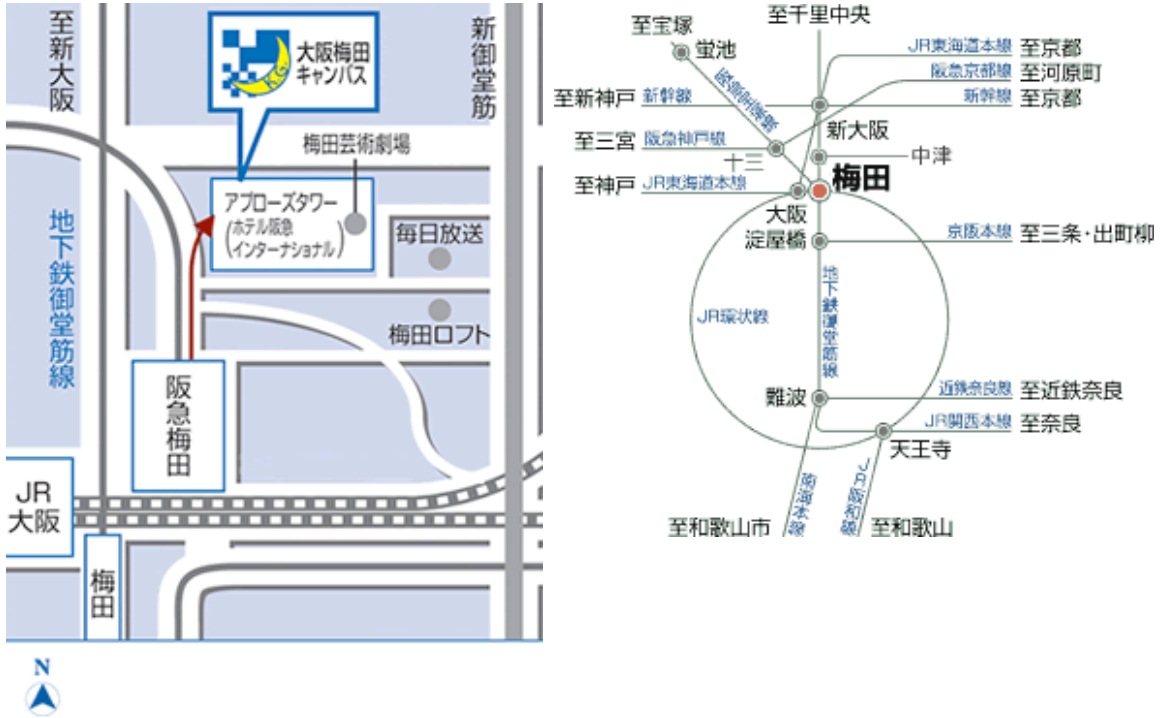 至新大阪
K.G.
大阪梅田
キャンパス
新御堂筋
梅田芸術劇場
アプローズタワー
(ホテル阪急
インターナショナル)
毎日放送
地下鉄御堂筋線
梅田ロフト
阪急梅田
JR
大阪
梅田
N
至千里中央
至宝塚
蛍池
JR東海道本線
至京都
阪急京都線
至河原町
至新神戸
新幹線
新幹線
至京都
新大阪
至三宮
阪急神戸線
十三
中津
梅田
至神戸
JR東海道本線
大阪
淀屋橋
京阪本線
至三条・出町柳
地下鉄御堂筋線
JR環状線
難波
近鉄奈良線
至近鉄奈良
JR関西本線
至奈良
天王寺
JR阪和線
至和歌山市
至和歌山